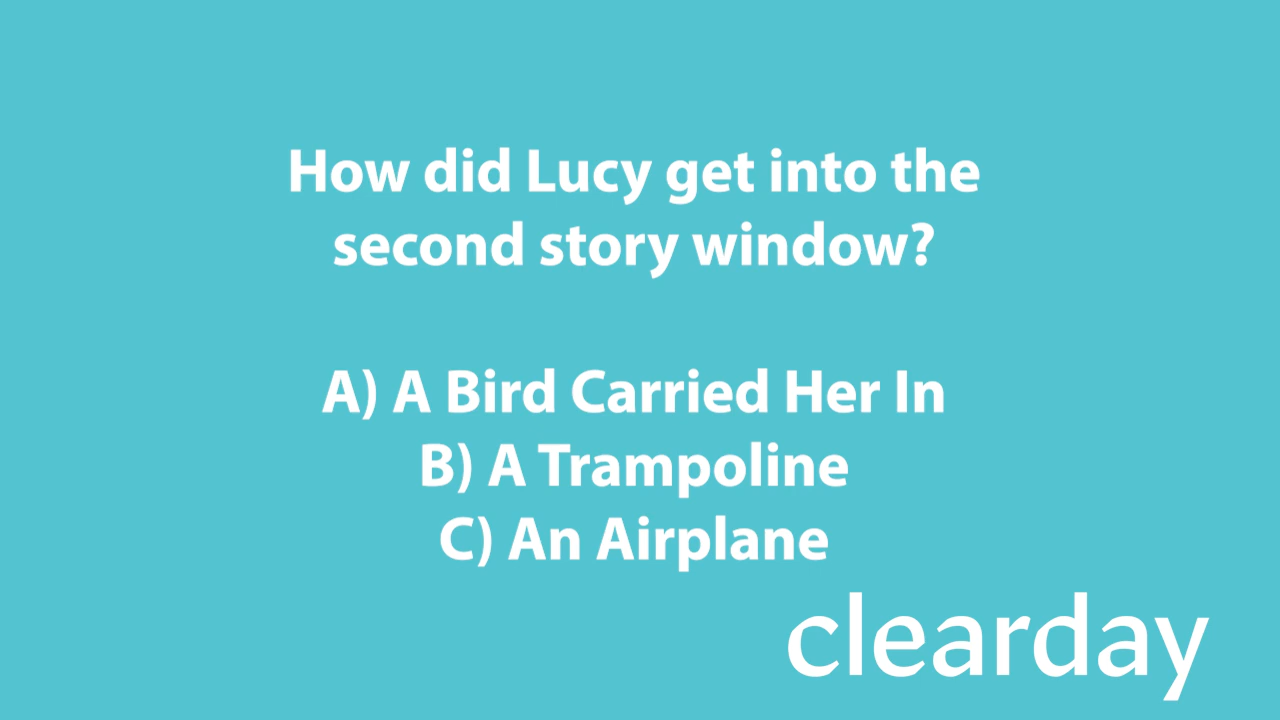 How did Lucy get into the
second story window?
A) A Bird Carried Her In
B) A Trampoline
C) An Airplane
clearday